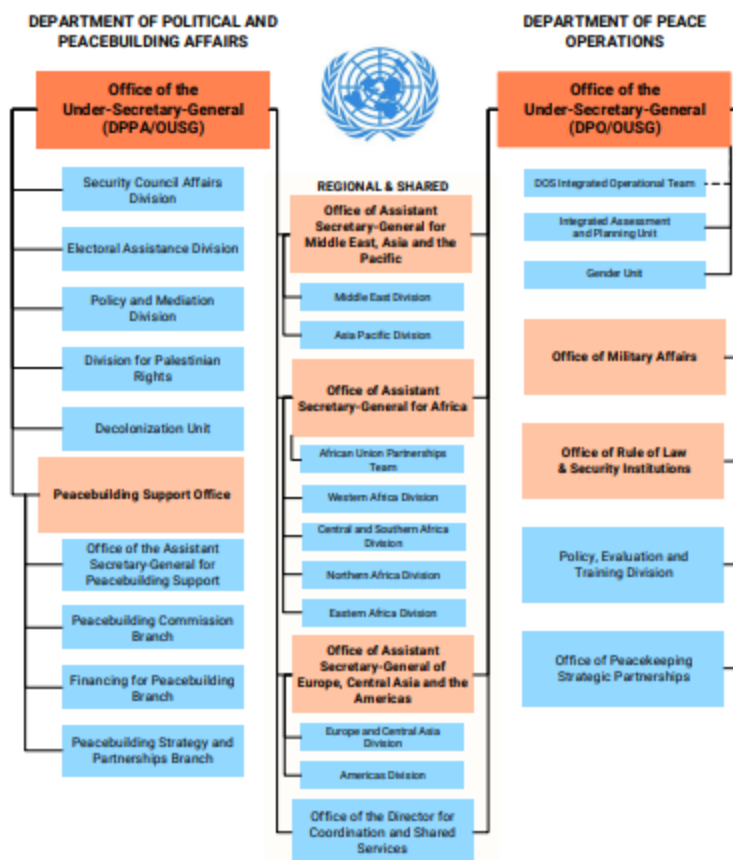 DEPARTMENT OF POLITICAL AND
PEACEBUILDING AFFAIRS
Office of the
Under-Secretary-General
(DPPA/OUSG)
Security Council Affairs
Division
Electoral Assistance Division
Policy and Mediation
Division
Division for Palestinian
Rights
Decolonization Unit
Peacebuilding Support Office
Office of the Assistant
Secretary-General for
Peacebuilding Support
Peacebuilding Commission
Branch
Financing for Peacebuilding
Branch
Peacebuilding Strategy and
Partnerships Branch
REGIONAL & SHARED
Office of Assistant
Secretary-General for
Middle East, Asia and the
Pacific
Middle East Division
Asia Pacific Division
Office of Assistant
Secretary-General for Africa
African Union Partnerships
Team
Western Africa Division
Central and Southern Africa
Division
Northern Africa Division
Eastern Africa Division
Office of Assistant
Secretary-General of
Europe, Central Asia and the
Americas
Europe and Central Asia
Division
Americas Division
Office of the Director for
Coordination and Shared
Services
DEPARTMENT OF PEACE
OPERATIONS
Office of the
Under-Secretary-General
(DPO/OUSG)
DOS Integrated Operational Team
Integrated Assessment
and Planning Unit
Gender Unit
Office of Military Affairs
Office of Rule of Law
& Security Institutions
Policy, Evaluation and
Training Division
Office of Peacekeeping
Strategic Partnerships